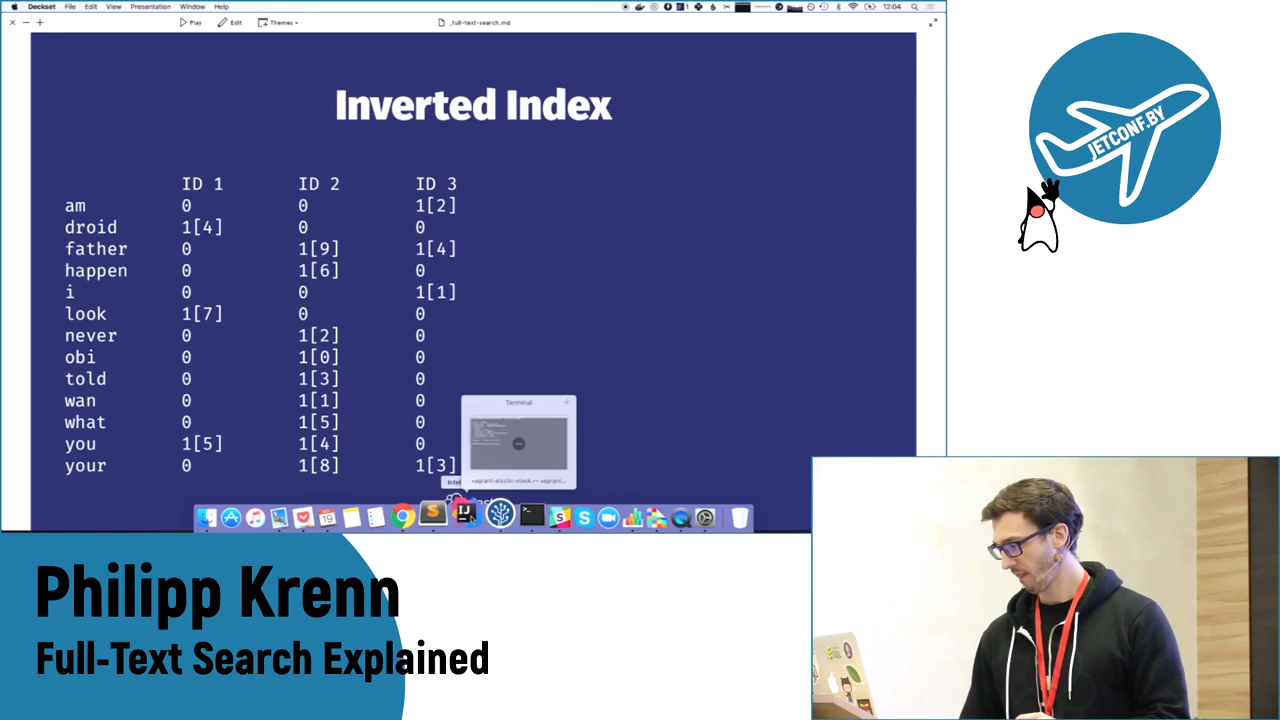 Deckset File Edit View Presentation Window Help 1 12:04
Play Edit Themes _full-text-search.md
Inverted Index
ID 1 ID 2 ID 3
am 0 0 1[2]
droid 1[4] 0 0
father 0 1[9] 1[4]
happen 0 1[6] 0
i 0 0 1[1]
look 1[7] 0 0
never 0 1[2] 0
obi 0 1[0] 0
told 0 1[3] 0
wan 0 1[1] 0
what 0 1[5] 0
you 1[5] 1[4] 0
your 0 1[8] 1[3]
Terminal
19
IJ
JETCONF.BY
Philipp Krenn
Full-Text Search Explained